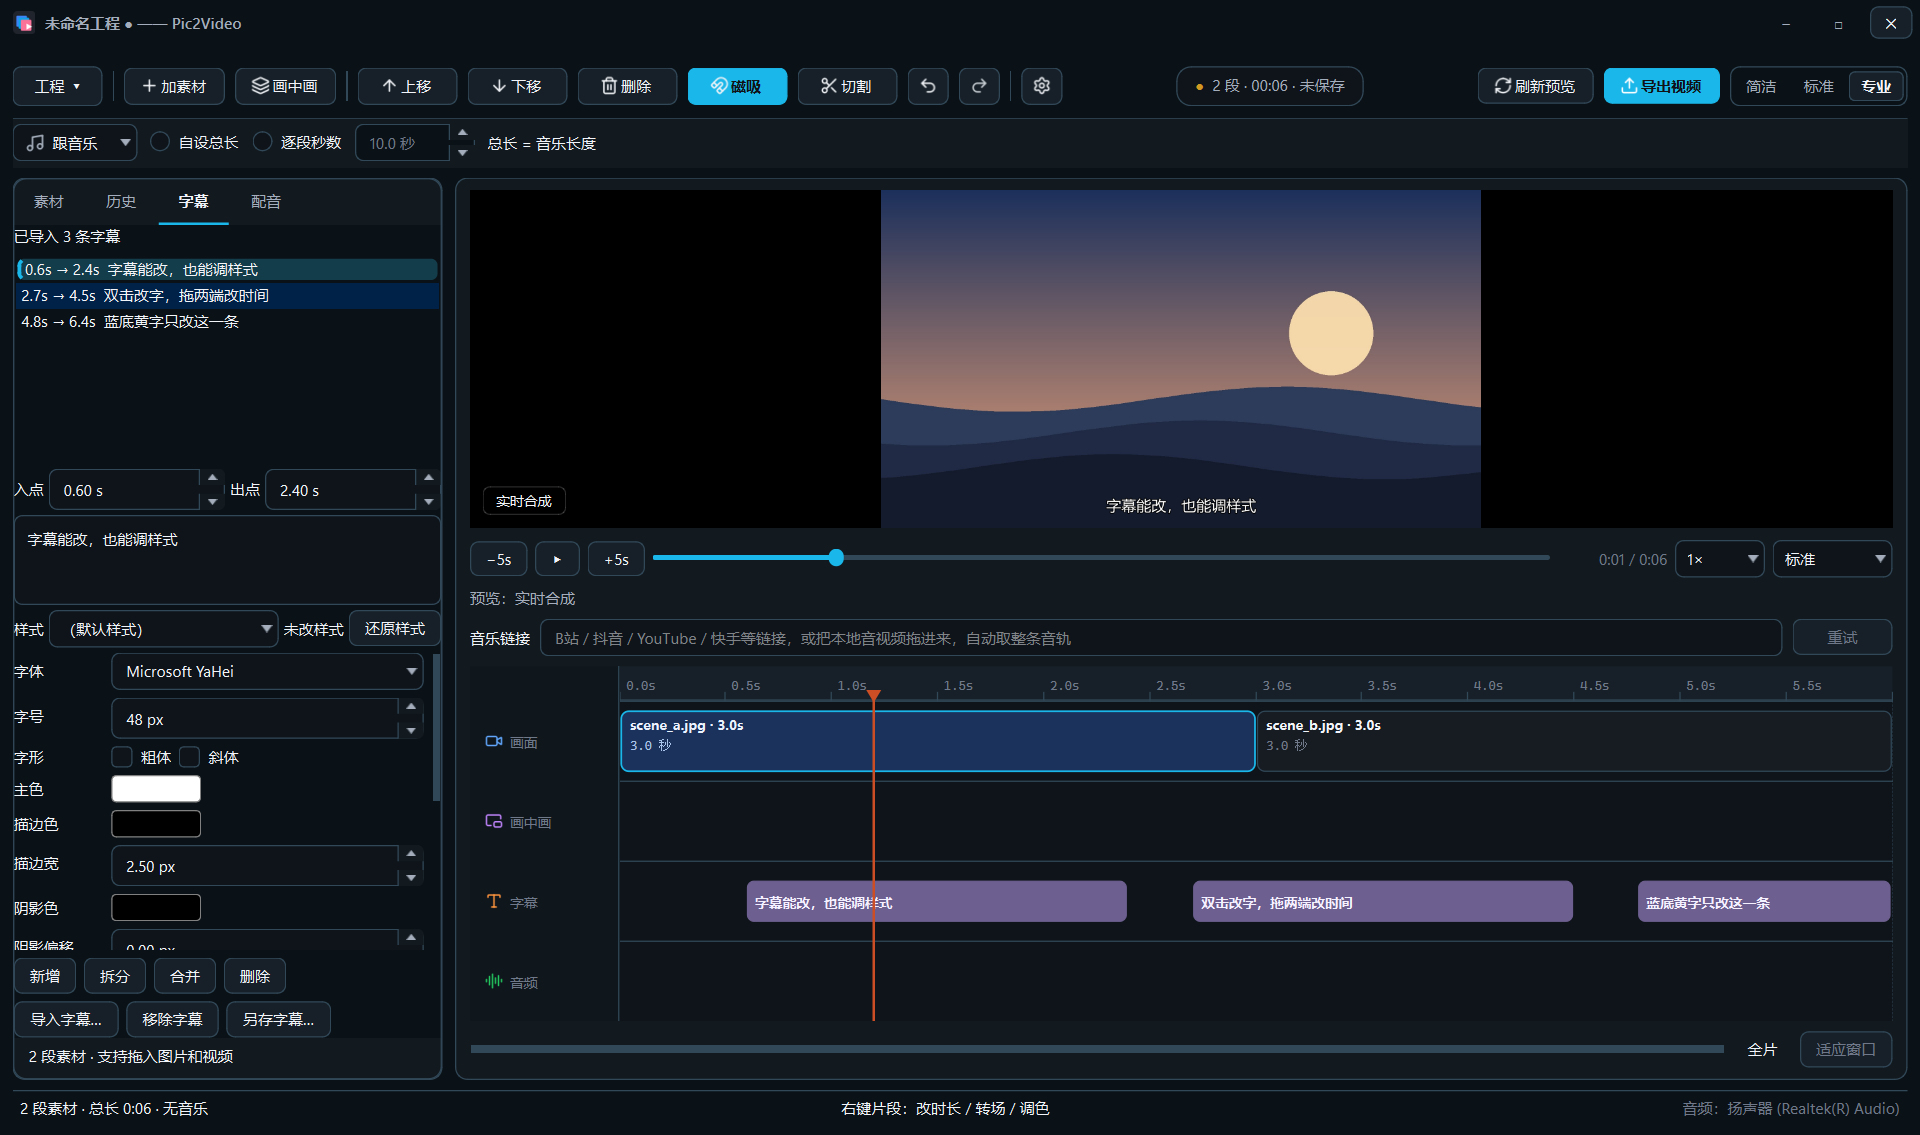 未命名工程 ● —— Pic2Video
工程 ▾
加素材
画中画
上移
下移
删除
磁吸
切割
● 2 段 · 00:06 · 未保存
刷新预览
导出视频
简洁
标准
专业
跟音乐
自设总长
逐段秒数
10.0 秒
总长 = 音乐长度
素材
历史
字幕
配音
已导入 3 条字幕
0.6s → 2.4s 字幕能改，也能调样式
2.7s → 4.5s 双击改字，拖两端改时间
4.8s → 6.4s 蓝底黄字只改这一条
入点
0.60 s
出点
2.40 s
字幕能改，也能调样式
样式
(默认样式)
未改样式
还原样式
字体
Microsoft YaHei
字号
48 px
字形
粗体
斜体
主色
描边色
描边宽
2.50 px
阴影色
阴影偏移
0.00 px
新增
拆分
合并
删除
导入字幕...
移除字幕
另存字幕...
2 段素材 · 支持拖入图片和视频
实时合成
字幕能改，也能调样式
−5s
+5s
0:01 / 0:06
1×
标准
预览：实时合成
音乐链接
B站 / 抖音 / YouTube / 快手等链接，或把本地音视频拖进来，自动取整条音轨
重试
0.0s
0.5s
1.0s
1.5s
2.0s
2.5s
3.0s
3.5s
4.0s
4.5s
5.0s
5.5s
画面
scene_a.jpg · 3.0s
3.0 秒
scene_b.jpg · 3.0s
3.0 秒
画中画
字幕
字幕能改，也能调样式
双击改字，拖两端改时间
蓝底黄字只改这一条
音频
全片
适应窗口
2 段素材 · 总长 0:06 · 无音乐
右键片段：改时长 / 转场 / 调色
音频：扬声器 (Realtek(R) Audio)